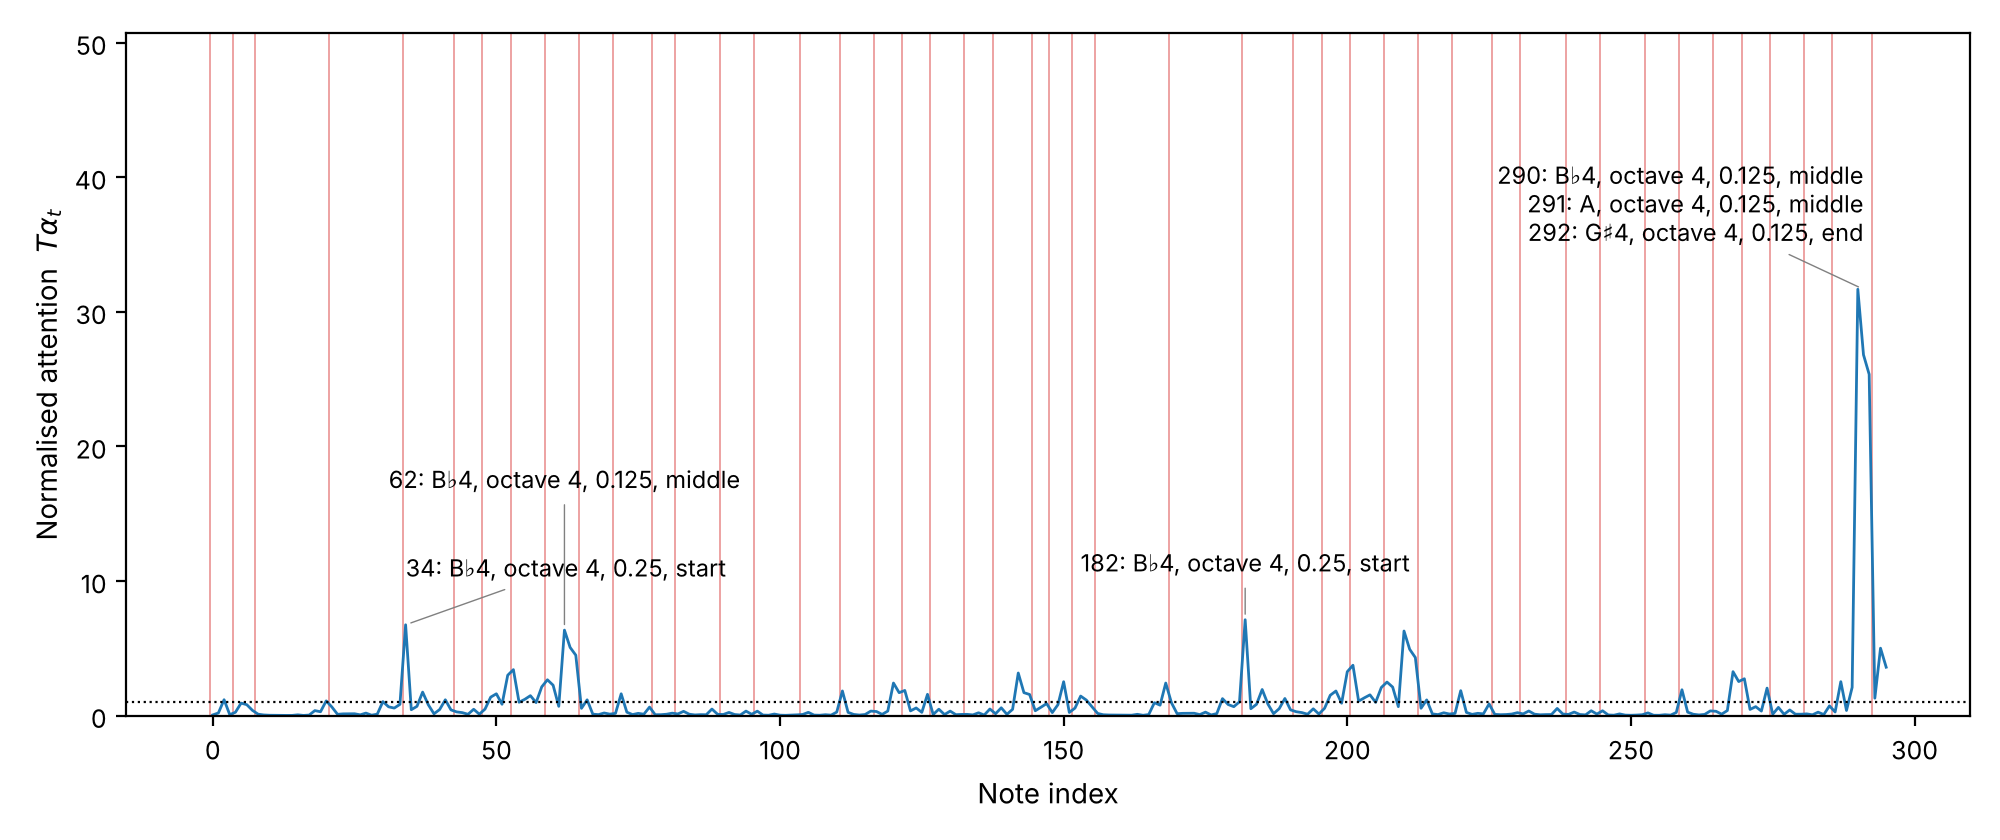 50
40
30
20
10
0
Normalised attention Tαₜ
290: B♭4, octave 4, 0.125, middle
291: A, octave 4, 0.125, middle
292: G♯4, octave 4, 0.125, end
62: B♭4, octave 4, 0.125, middle
34: B♭4, octave 4, 0.25, start
182: B♭4, octave 4, 0.25, start
0 50 100 150 200 250 300
Note index